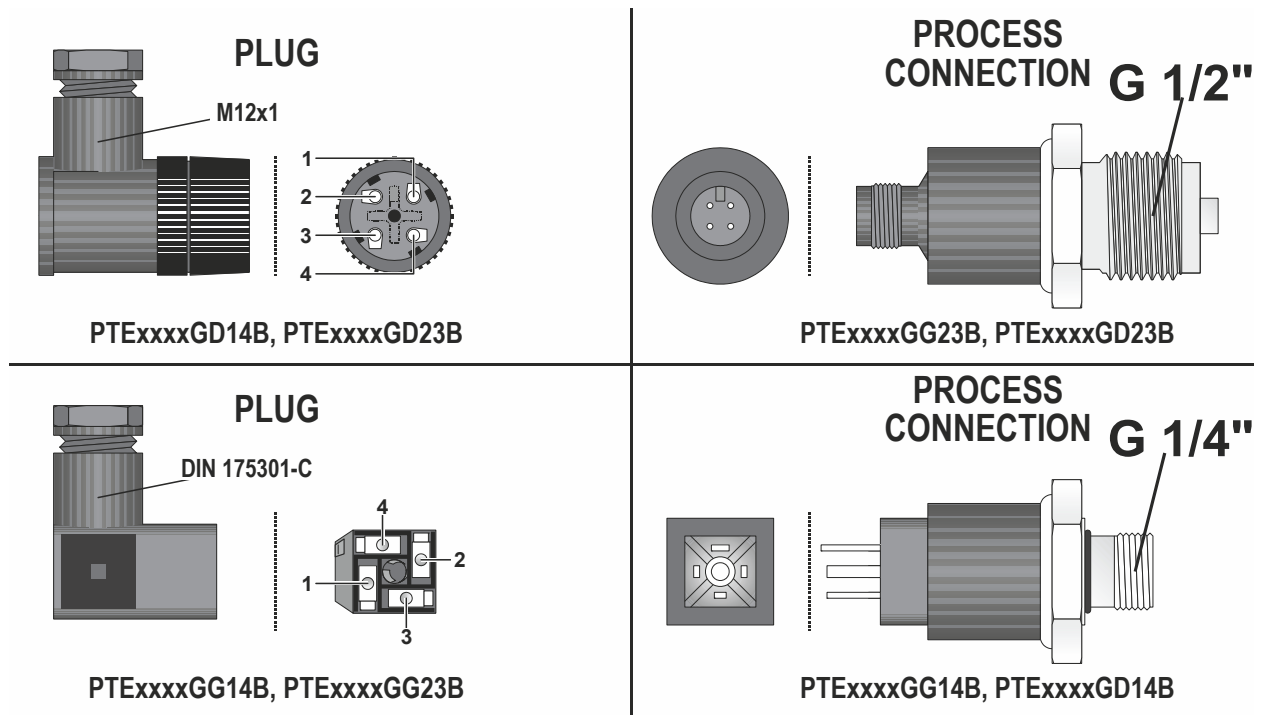 PLUG
M12x1
1
2
3
4
PTExxxxGD14B, PTExxxxGD23B
PROCESS
CONNECTION
G 1/2"
PTExxxxGG23B, PTExxxxGD23B
PLUG
DIN 175301-C
4
2
1
3
PTExxxxGG14B, PTExxxxGG23B
PROCESS
CONNECTION
G 1/4"
PTExxxxGG14B, PTExxxxGD14B